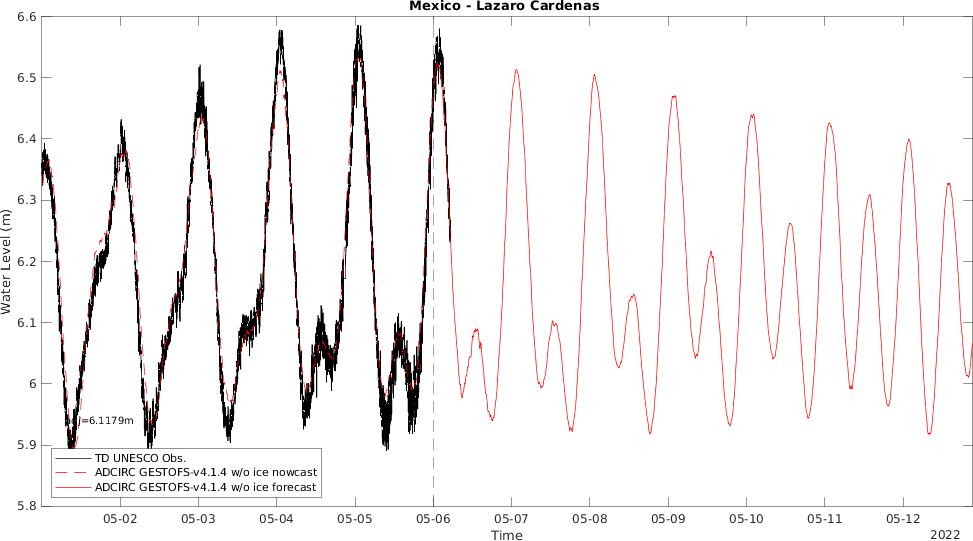 Mexico - Lazaro Cardenas
6.6
6.5
6.4
6.3
6.2
6.1
6
5.9
5.8
Water Level (m)
=6.1179m
TD UNESCO Obs.
ADCIRC GESTOFS-v4.1.4 w/o ice nowcast
ADCIRC GESTOFS-v4.1.4 w/o ice forecast
05-02 05-03 05-04 05-05 05-06 05-07 05-08 05-09 05-10 05-11 05-12
Time
2022